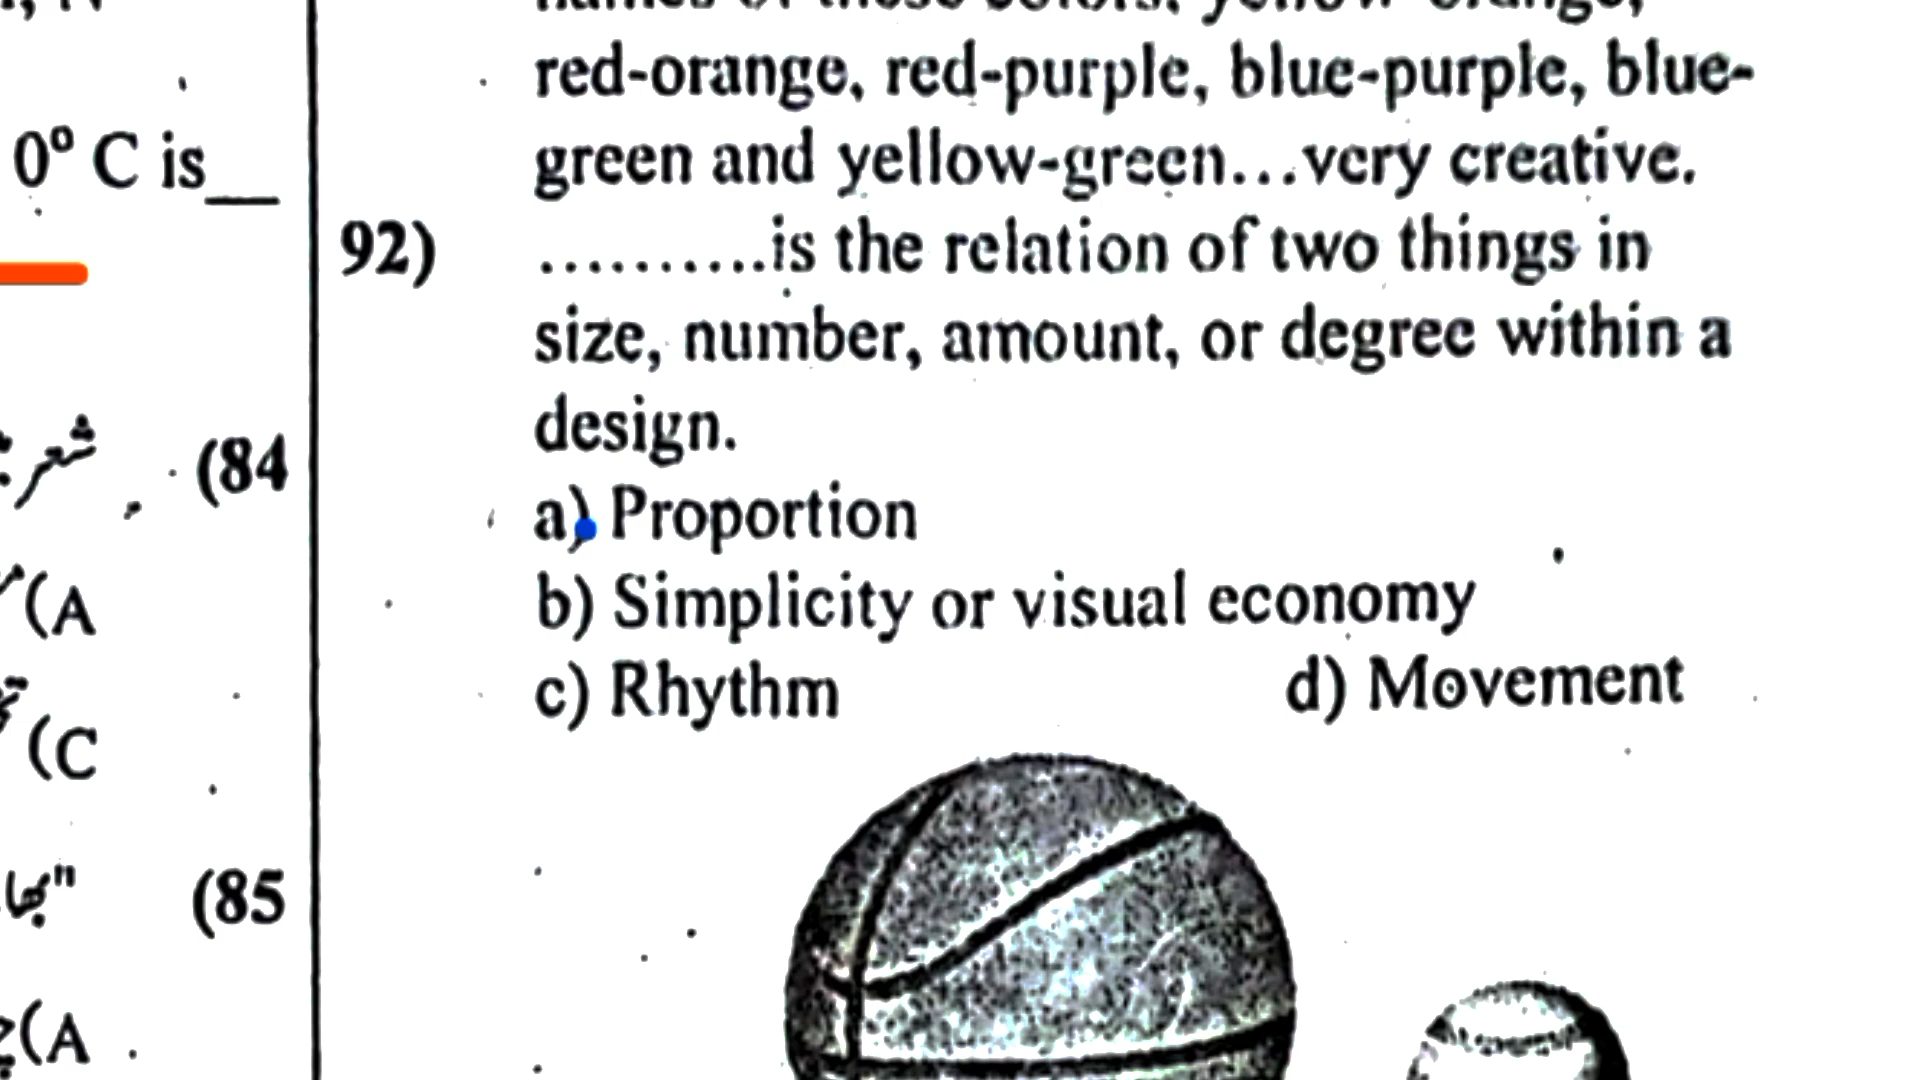 0° C is__
شعر:
(84
(A
(C
(85
(A
red-orange, red-purple, blue-purple, blue-
green and yellow-green...very creative.
92) ..........is the relation of two things in
size, number, amount, or degree within a
design.
a) Proportion
b) Simplicity or visual economy
c) Rhythm d) Movement